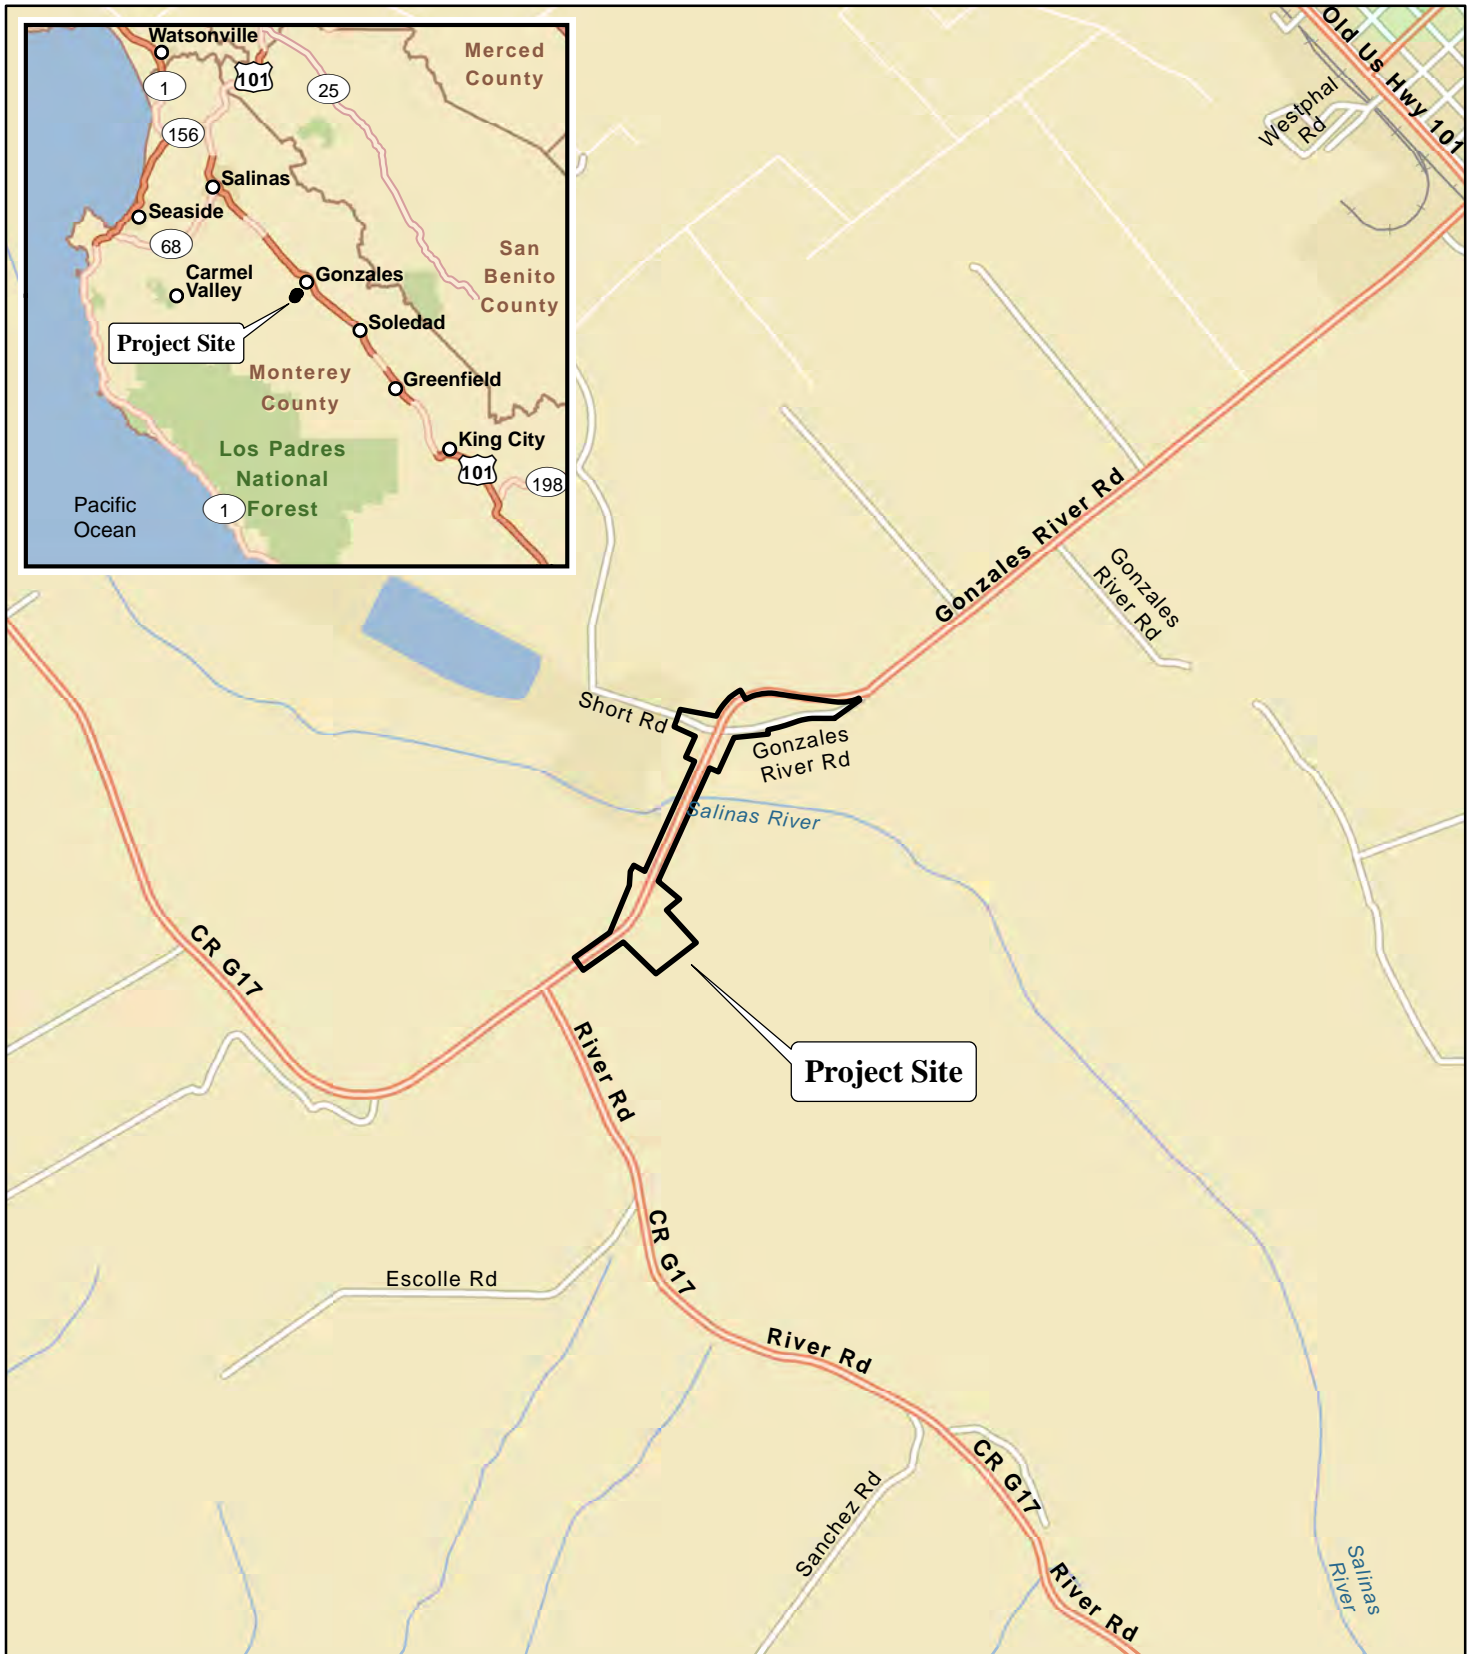 Watsonville
Merced
County
1
101
25
156
Salinas
Seaside
68
San
Benito
County
Carmel
Valley
Gonzales
Project Site
Soledad
Monterey
County
Greenfield
Los Padres
National
Forest
King City
101
198
1
Pacific
Ocean
Old Us Hwy 101
Westphal
Rd
Gonzales River Rd
Gonzales
River Rd
Short Rd
Gonzales
River Rd
Salinas River
CR G17
Project Site
River Rd
CR G17
Escolle Rd
River Rd
CR G17
Sanchez Rd
River Rd
Salinas
River